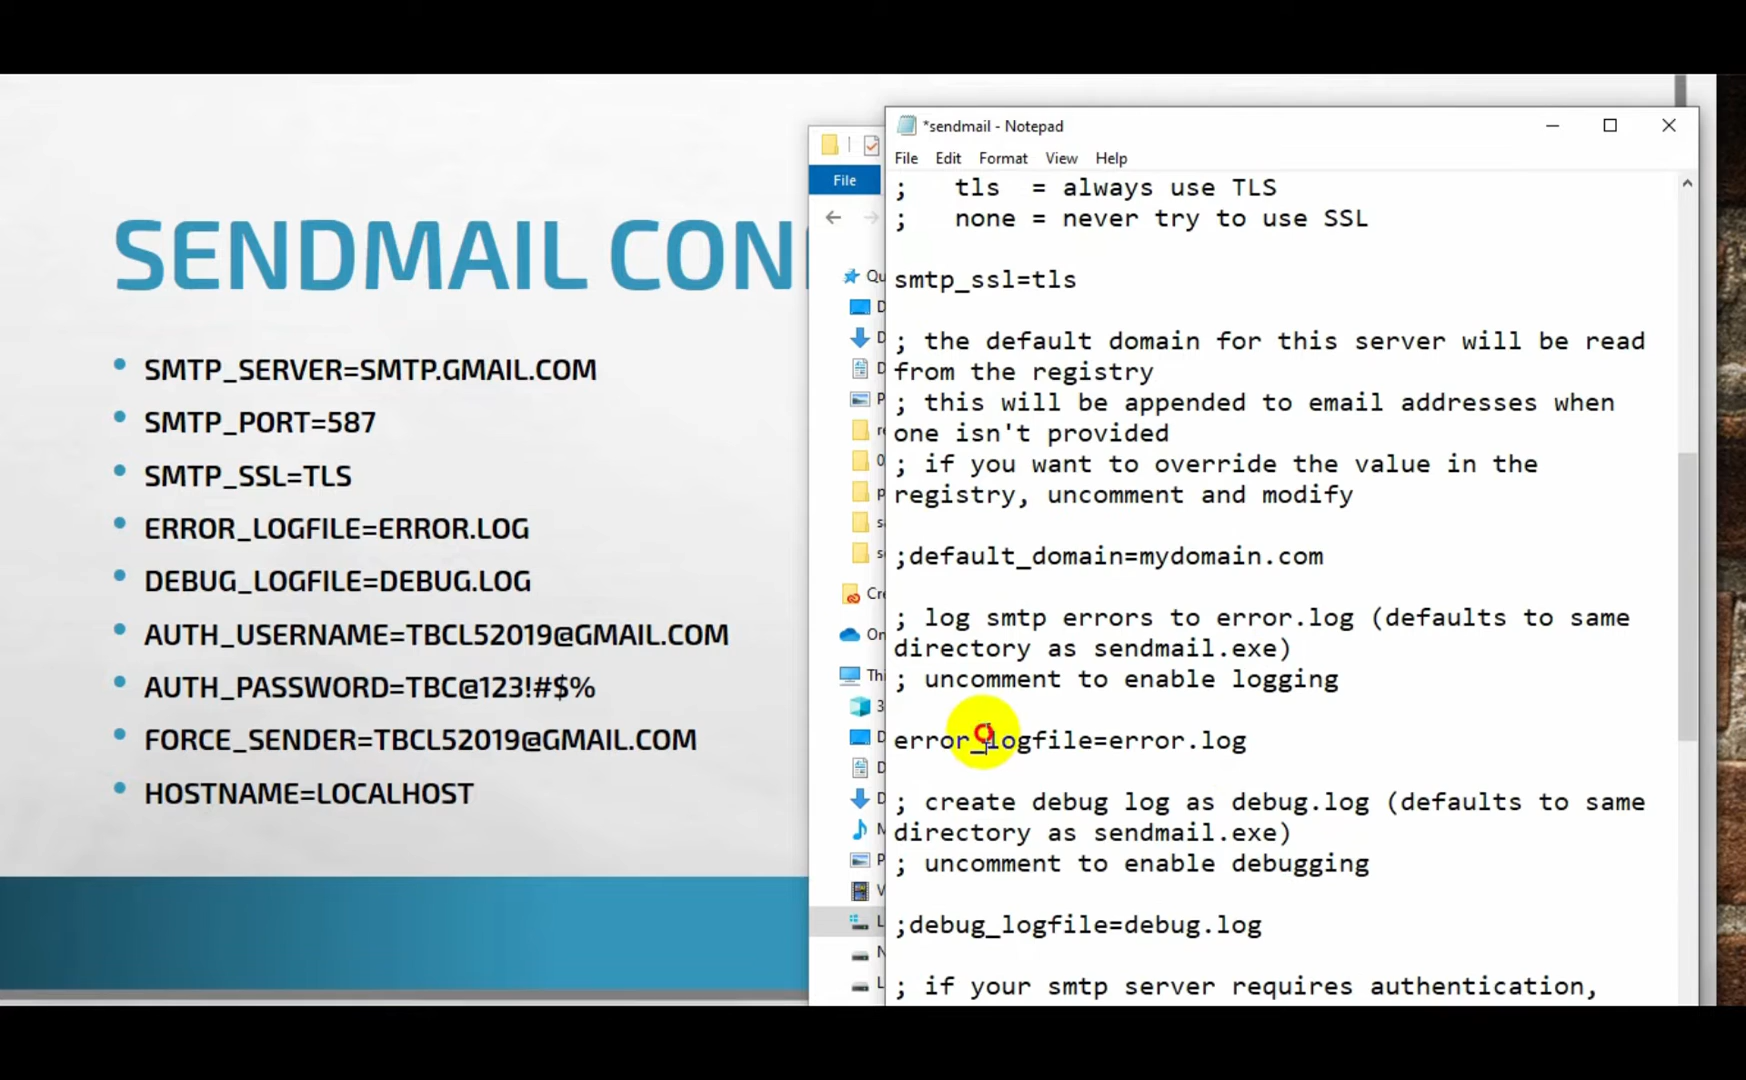 SENDMAIL CON
SMTP_SERVER=SMTP.GMAIL.COM
SMTP_PORT=587
SMTP_SSL=TLS
ERROR_LOGFILE=ERROR.LOG
DEBUG_LOGFILE=DEBUG.LOG
AUTH_USERNAME=TBCL52019@GMAIL.COM
AUTH_PASSWORD=TBC@123!#$%
FORCE_SENDER=TBCL52019@GMAIL.COM
HOSTNAME=LOCALHOST
File
Qu
Cre
On
Thi
*sendmail - Notepad
File Edit Format View Help
; tls = always use TLS
; none = never try to use SSL
smtp_ssl=tls
; the default domain for this server will be read
from the registry
; this will be appended to email addresses when
one isn't provided
; if you want to override the value in the
registry, uncomment and modify
;default_domain=mydomain.com
; log smtp errors to error.log (defaults to same
directory as sendmail.exe)
; uncomment to enable logging
error_logfile=error.log
; create debug log as debug.log (defaults to same
directory as sendmail.exe)
; uncomment to enable debugging
;debug_logfile=debug.log
; if your smtp server requires authentication,